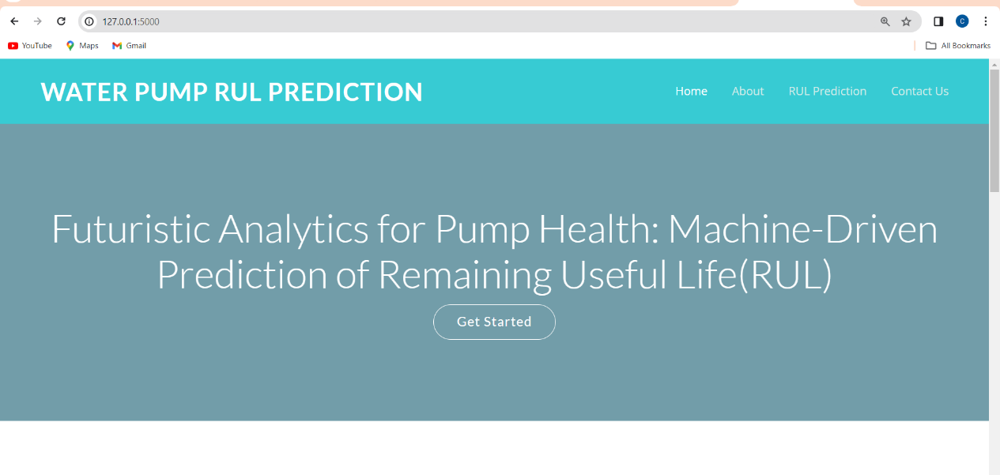 127.0.0.1:5000
YouTube Maps Gmail All Bookmarks
C
WATER PUMP RUL PREDICTION
Home About RUL Prediction Contact Us
Futuristic Analytics for Pump Health: Machine-Driven
Prediction of Remaining Useful Life(RUL)
Get Started